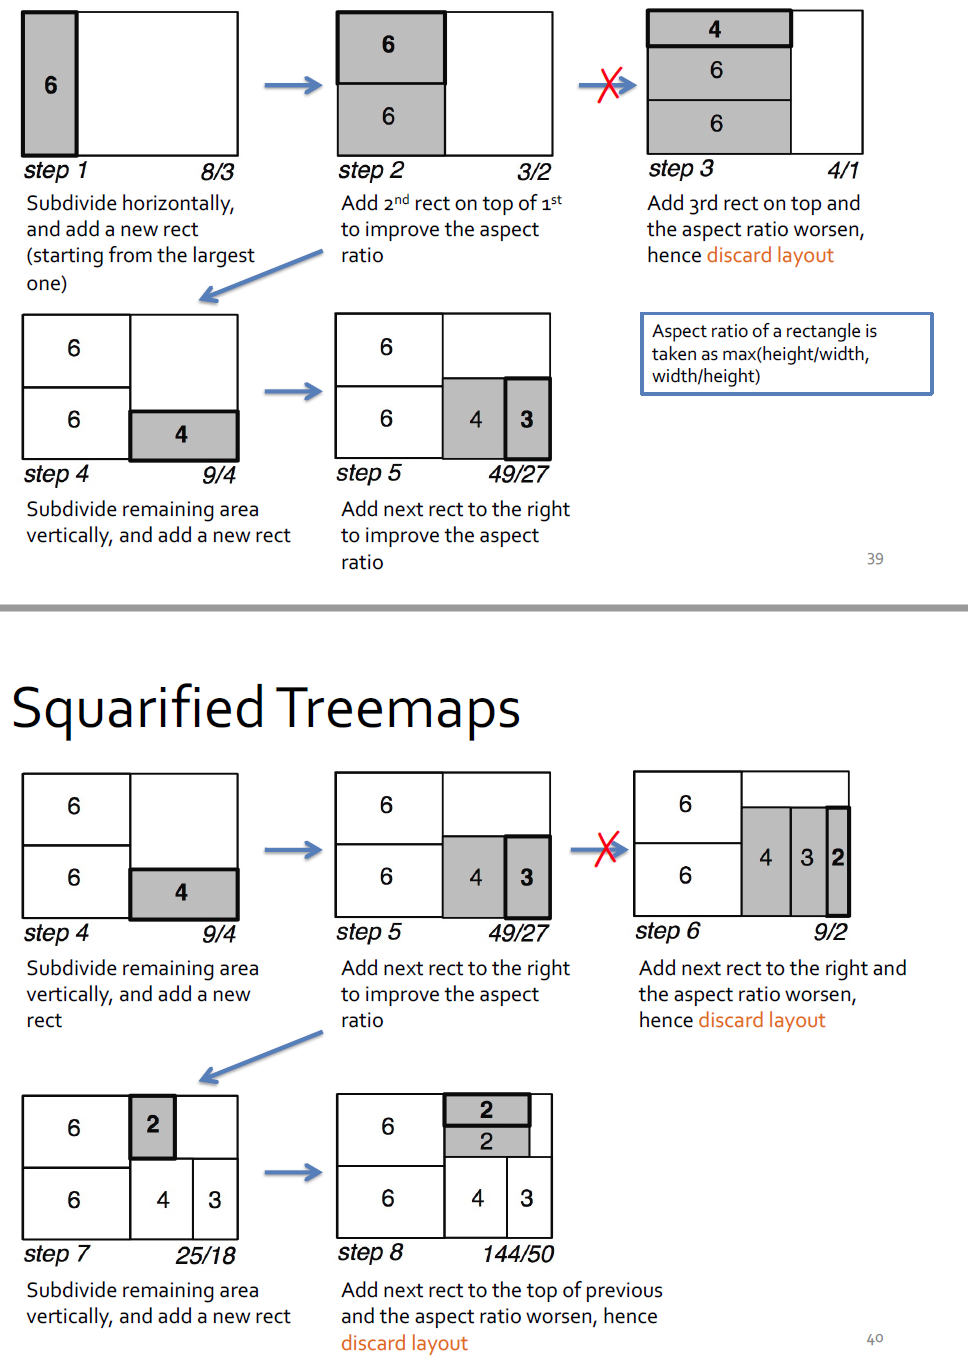 6
6
6
4
6
6
step 1 8/3
step 2 3/2
step 3 4/1
Subdivide horizontally,
and add a new rect
(starting from the largest
one)
Add 2nd rect on top of 1st
to improve the aspect
ratio
Add 3rd rect on top and
the aspect ratio worsen,
hence discard layout
6
6
4
6
6
4 3
Aspect ratio of a rectangle is
taken as max(height/width,
width/height)
step 4 9/4
step 5 49/27
Subdivide remaining area
vertically, and add a new rect
Add next rect to the right
to improve the aspect
ratio
39
Squarified Treemaps
6
6
4
6
6
4 3
6
6
4 3 2
step 4 9/4
step 5 49/27
step 6 9/2
Subdivide remaining area
vertically, and add a new
rect
Add next rect to the right
to improve the aspect
ratio
Add next rect to the right and
the aspect ratio worsen,
hence discard layout
6
2
6
4 3
6
2
2
6
4 3
step 7 25/18
step 8 144/50
Subdivide remaining area
vertically, and add a new rect
Add next rect to the top of previous
and the aspect ratio worsen, hence
discard layout
40